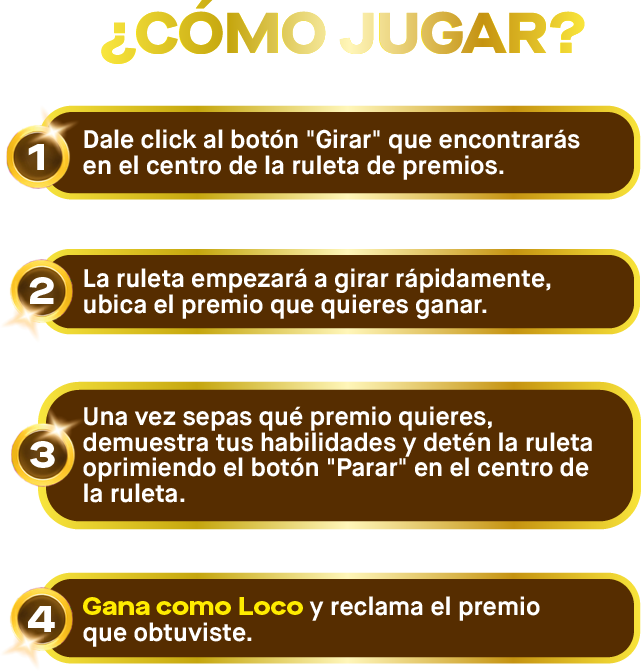 ¿CÓMO JUGAR?
1
Dale click al botón "Girar" que encontrarás
en el centro de la ruleta de premios.
2
La ruleta empezará a girar rápidamente,
ubica el premio que quieres ganar.
3
Una vez sepas qué premio quieres,
demuestra tus habilidades y detén la ruleta
oprimiendo el botón "Parar" en el centro de
la ruleta.
4
Gana como Loco y reclama el premio
que obtuviste.